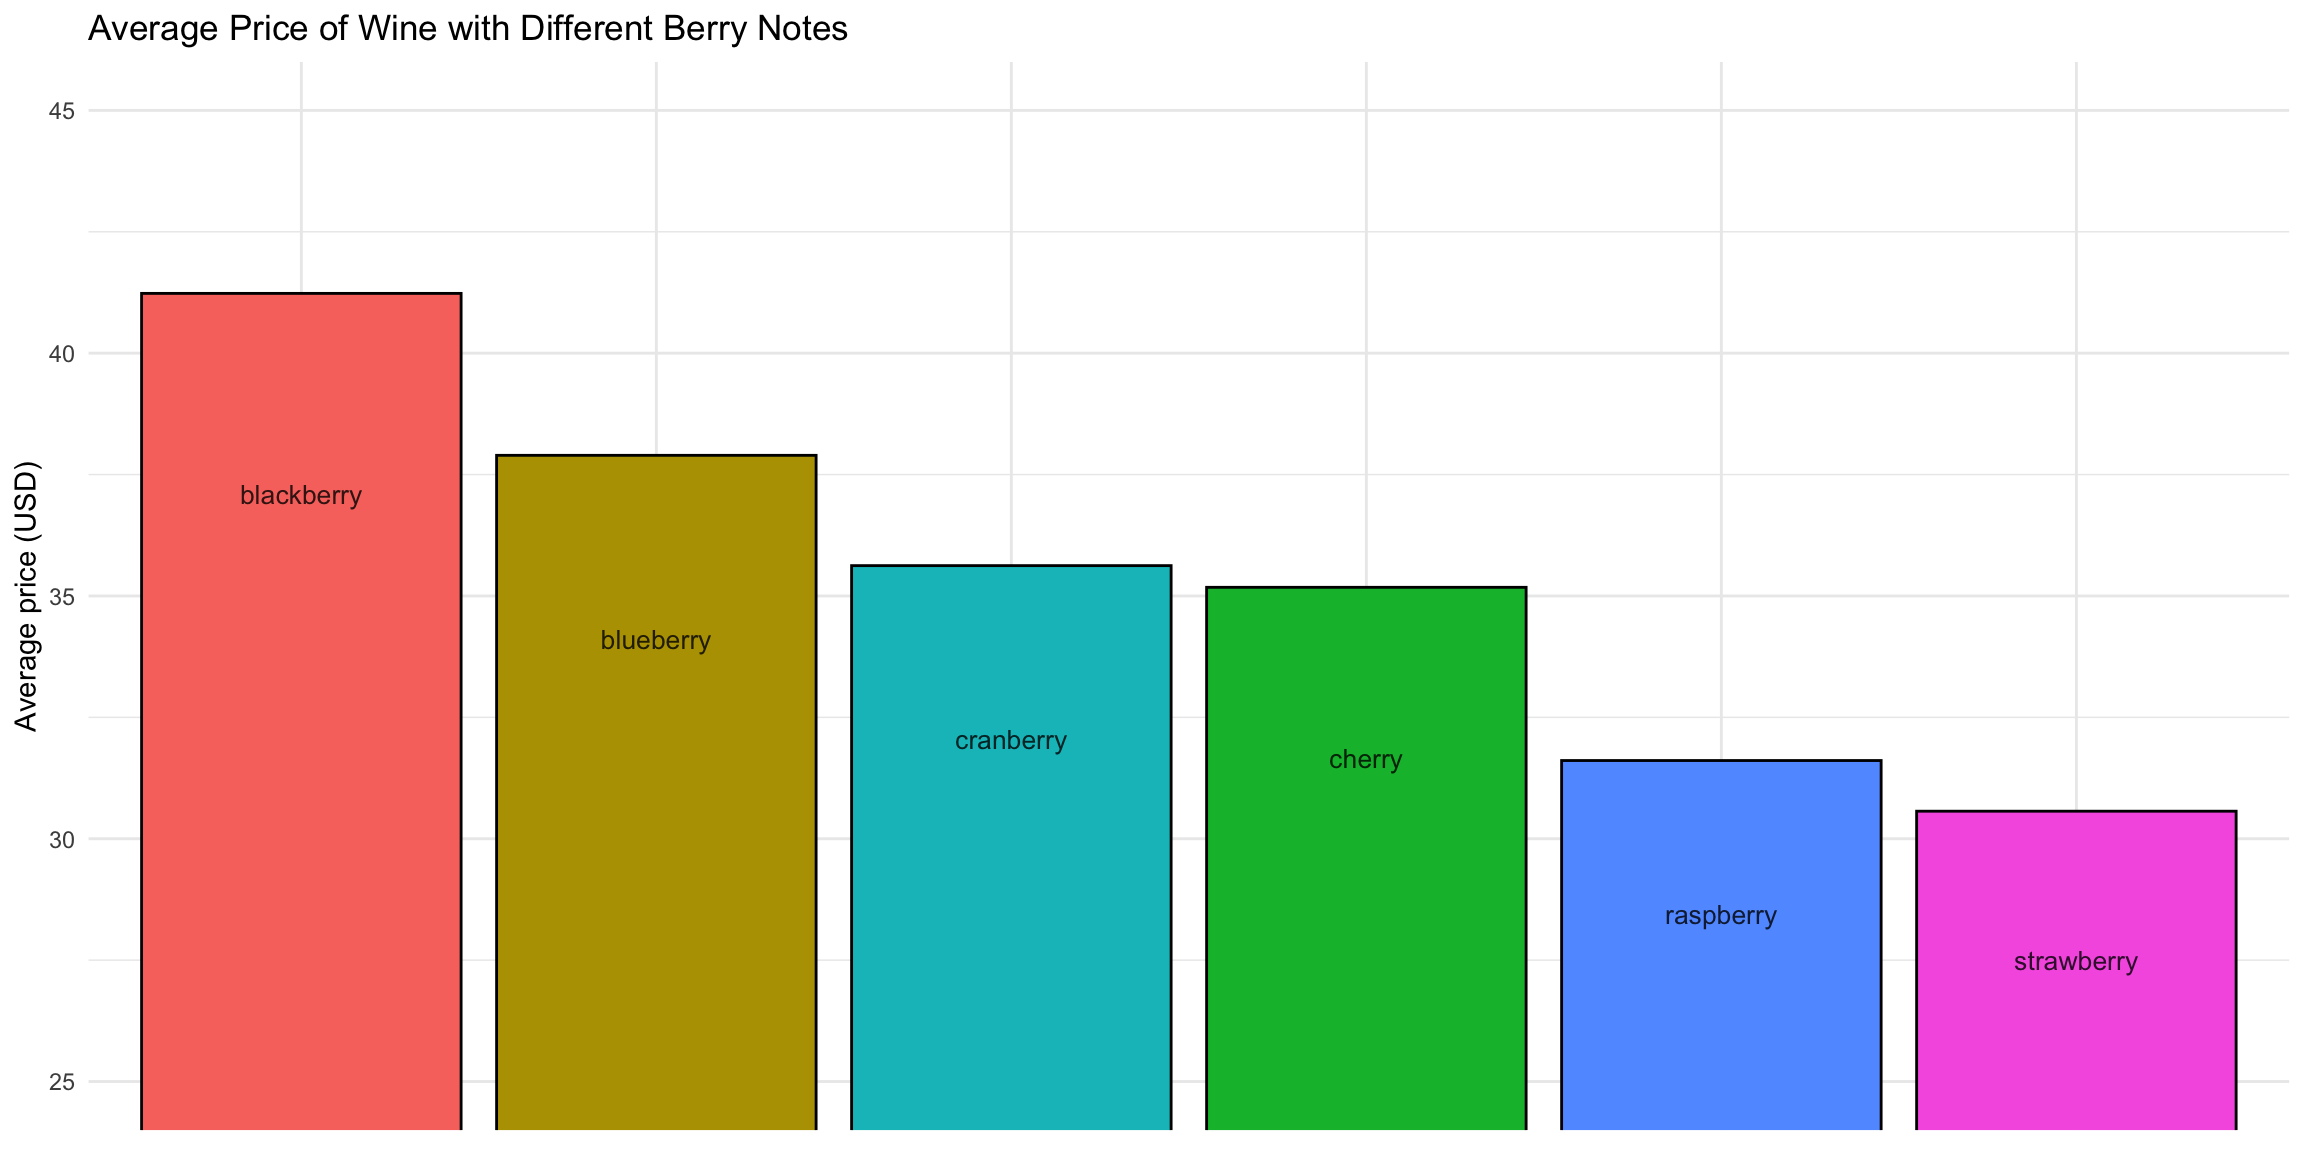 Average Price of Wine with Different Berry Notes
45
40
35
30
25
Average price (USD)
blackberry
blueberry
cranberry
cherry
raspberry
strawberry